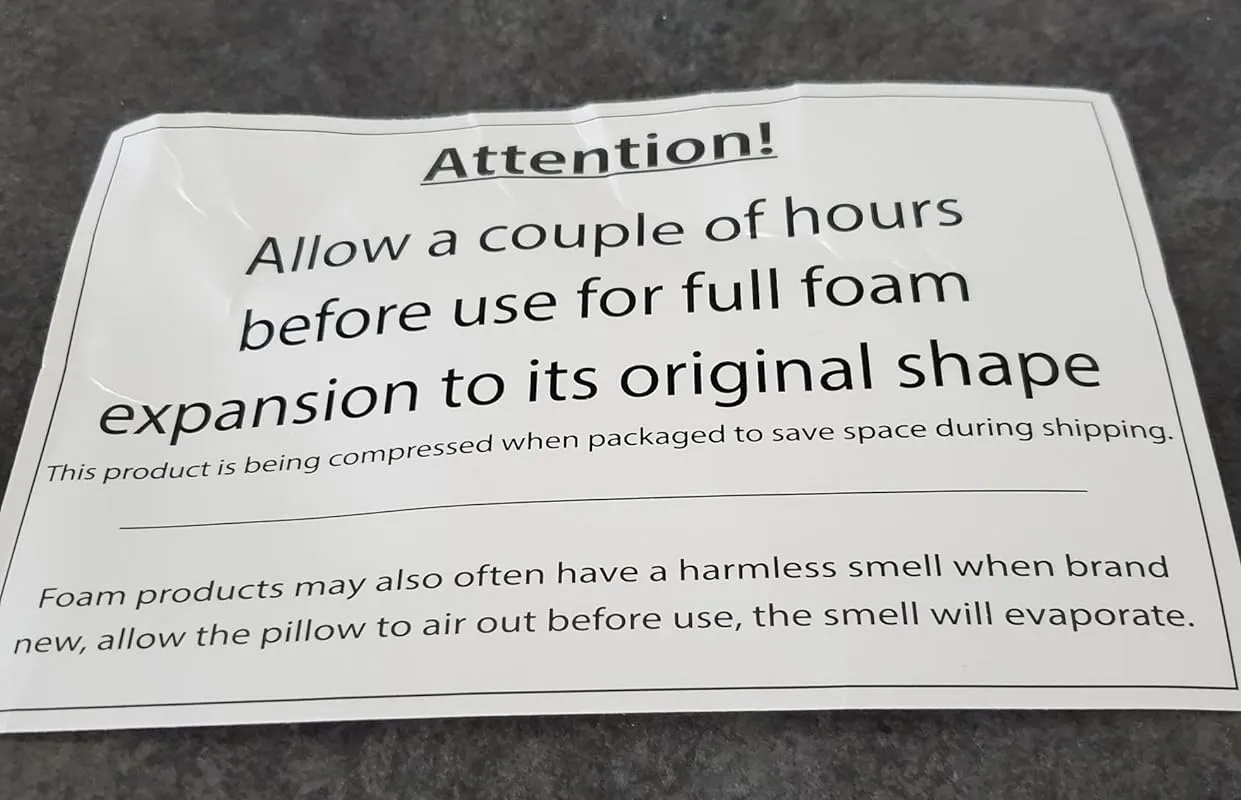 Attention!
Allow a couple of hours
before use for full foam
expansion to its original shape
This product is being compressed when packaged to save space during shipping.
Foam products may also often have a harmless smell when brand
new, allow the pillow to air out before use, the smell will evaporate.